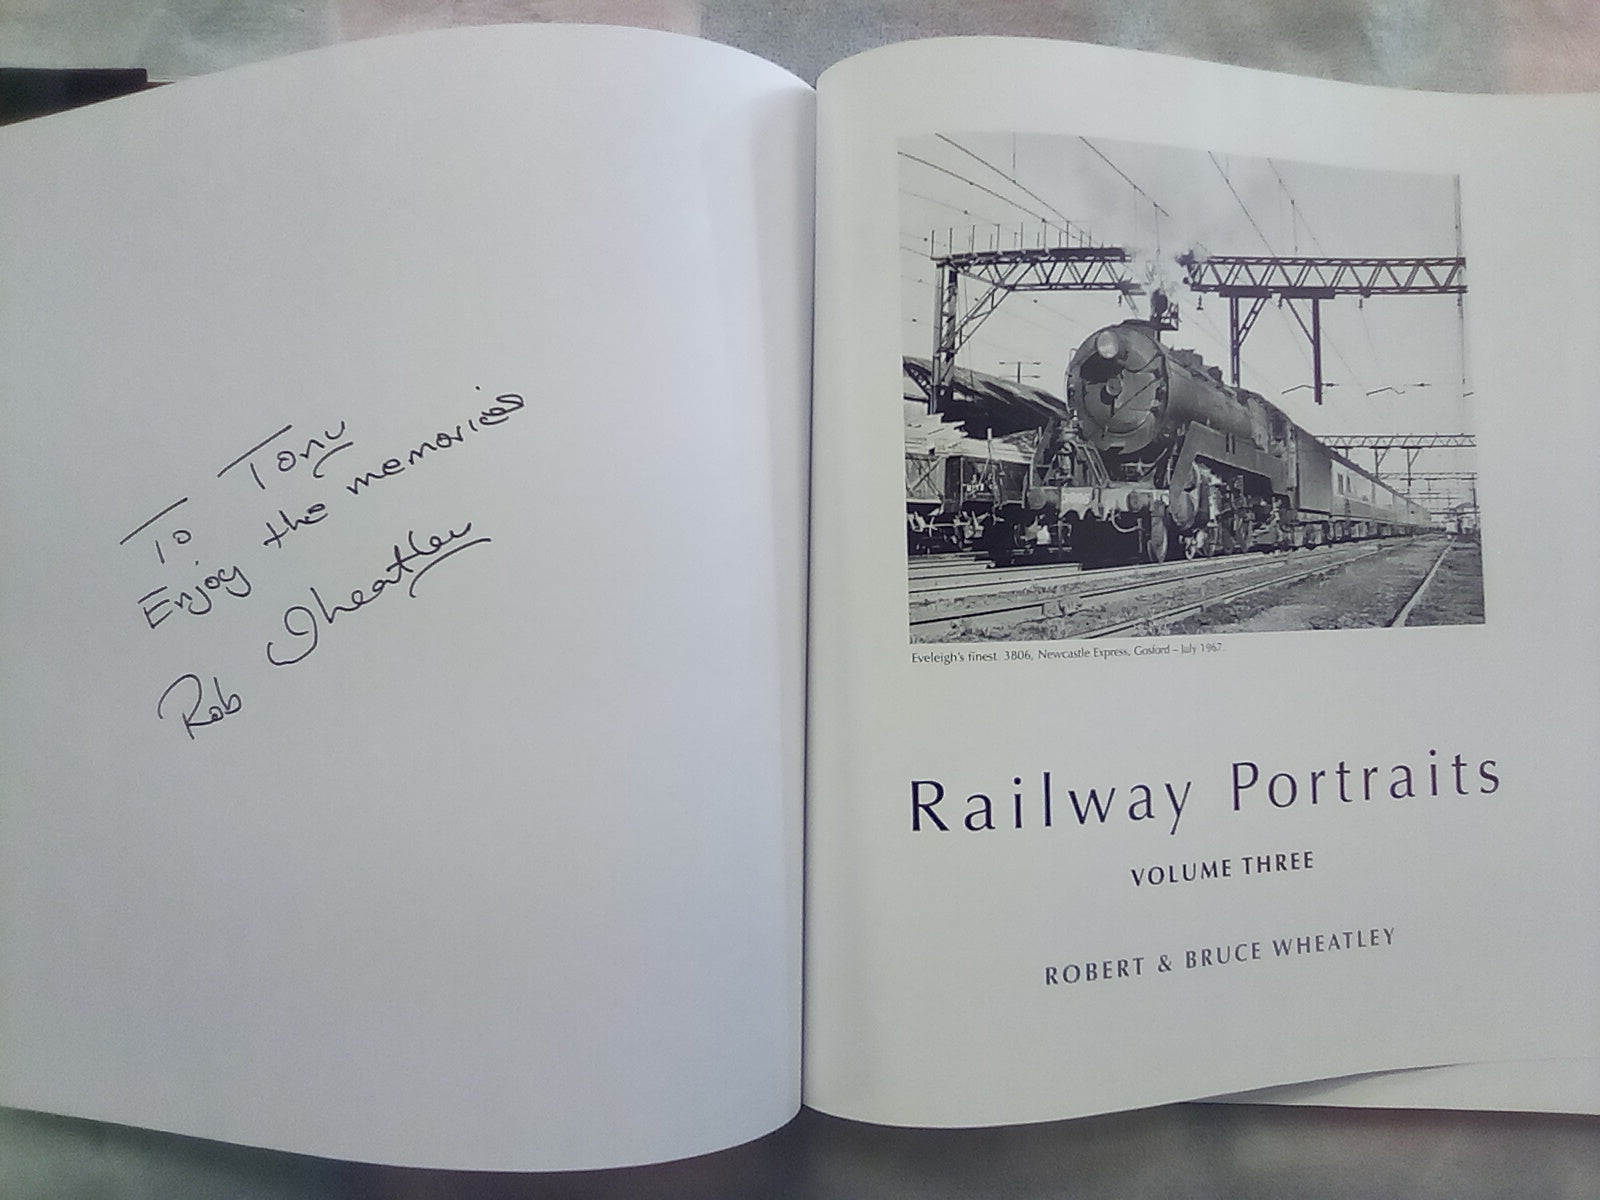 To Tony
Enjoy the memories
Rob Wheatley
Eveleigh's finest. 3806, Newcastle Express, Gosford – July 1967.
Railway Portraits
VOLUME THREE
ROBERT & BRUCE WHEATLEY